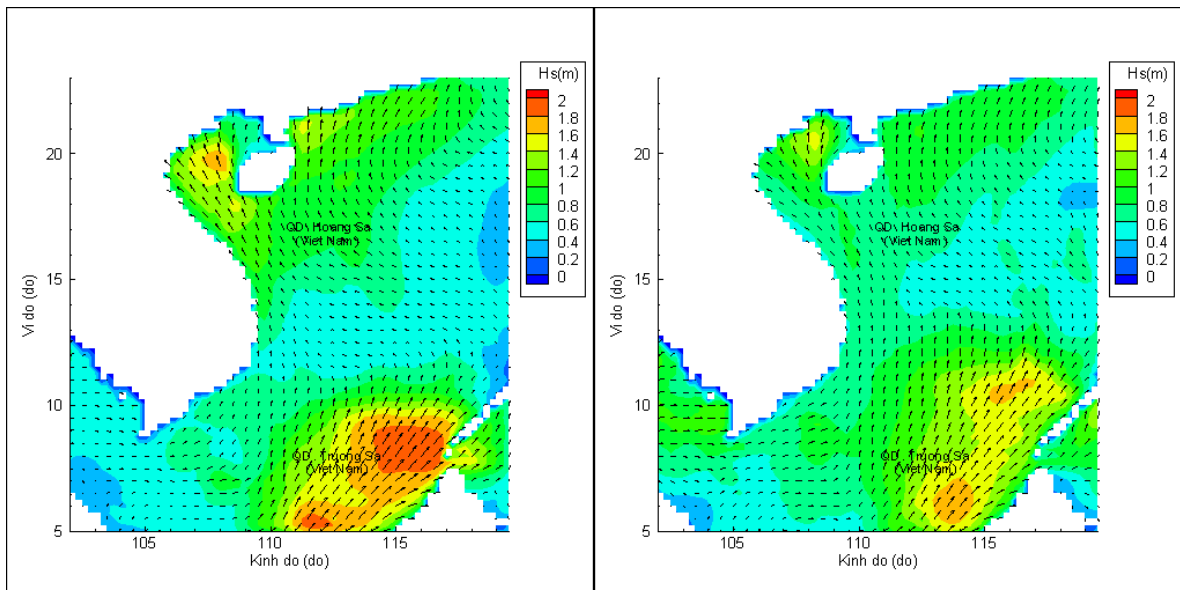 Hs(m)
2
1.8
1.6
1.4
1.2
1
0.8
0.6
0.4
0.2
0
20
15
10
5
Vi do (do)
QD. Hoang Sa
(Viet Nam)
QD. Truong Sa
(Viet Nam)
105
110
115
Kinh do (do)
Hs(m)
2
1.8
1.6
1.4
1.2
1
0.8
0.6
0.4
0.2
0
20
15
10
5
Vi do (do)
QD. Hoang Sa
(Viet Nam)
QD. Truong Sa
(Viet Nam)
105
110
115
Kinh do (do)